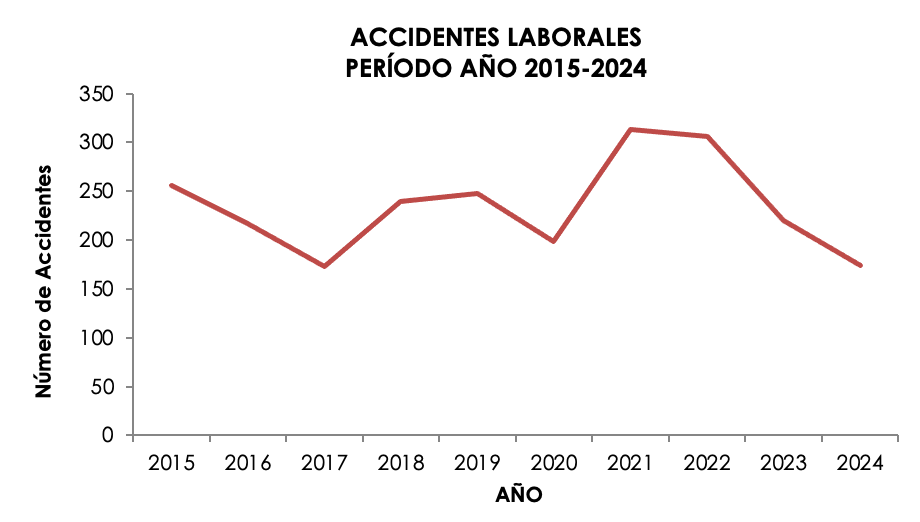 ACCIDENTES LABORALES
PERÍODO AÑO 2015-2024
350
300
250
200
150
100
50
0
Número de Accidentes
2015 2016 2017 2018 2019 2020 2021 2022 2023 2024
AÑO